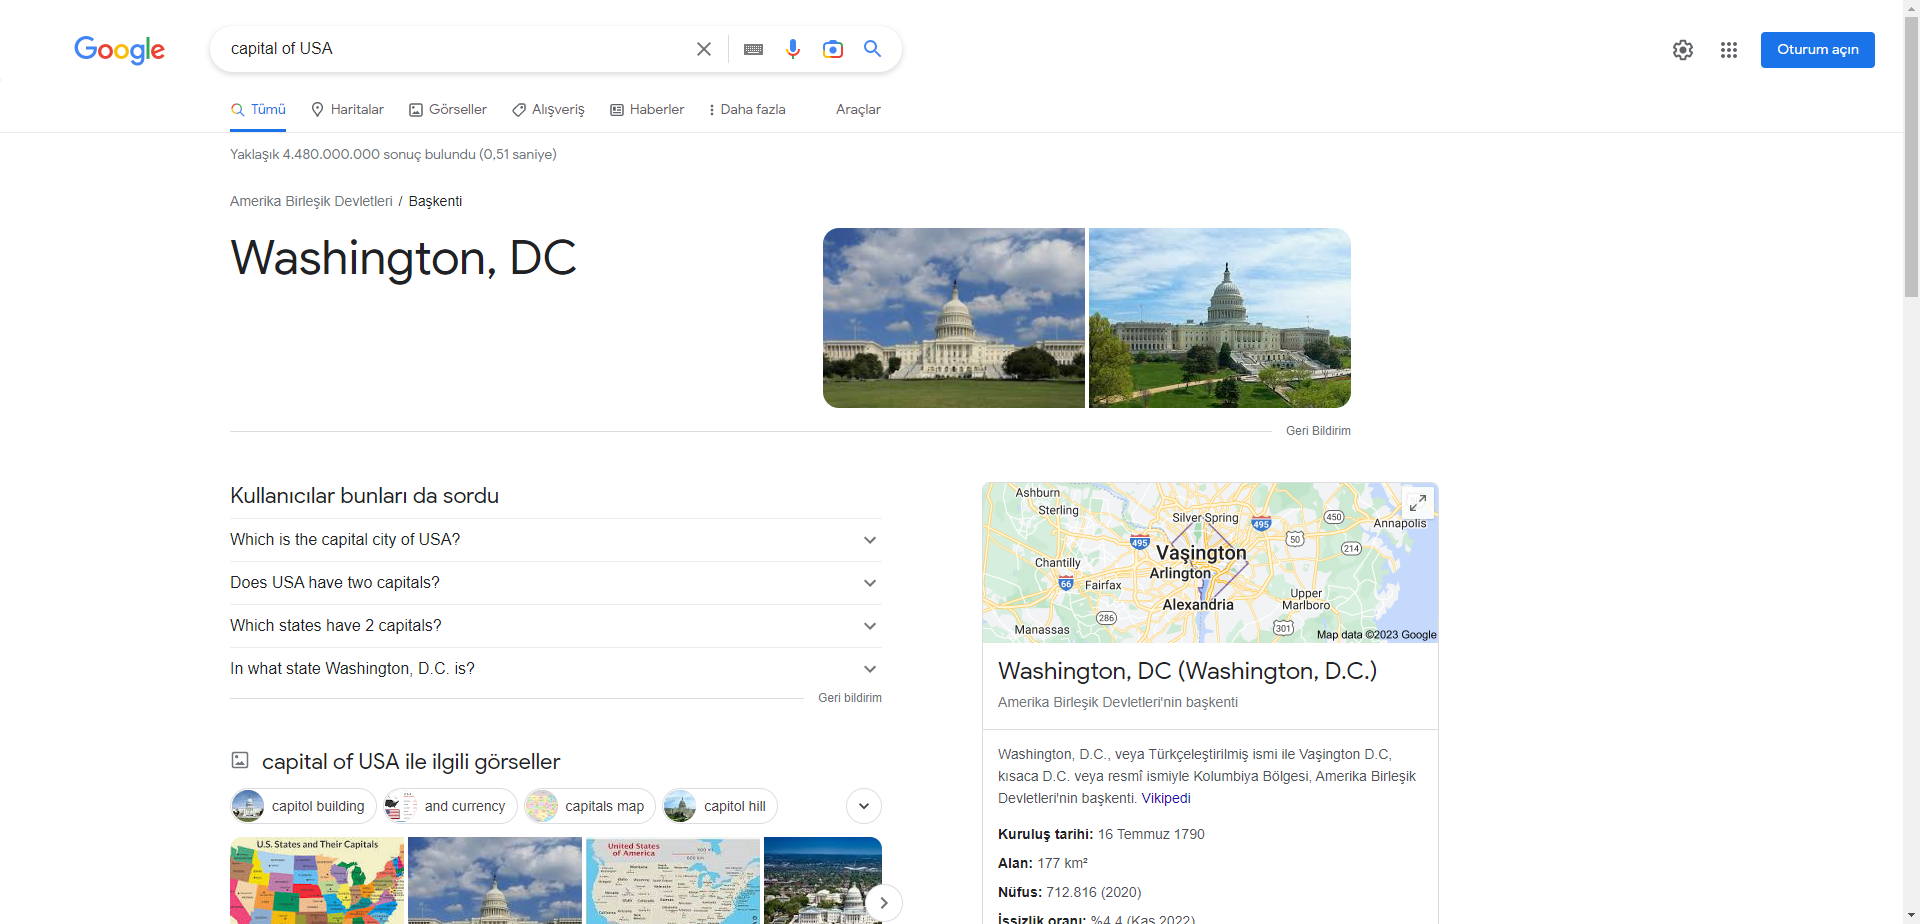 Google
capital of USA
Oturum açın
Tümü
Haritalar
Görseller
Alışveriş
Haberler
Daha fazla
Araçlar
Yaklaşık 4.480.000.000 sonuç bulundu (0,51 saniye)
Amerika Birleşik Devletleri / Başkenti
Washington, DC
Geri Bildirim
Kullanıcılar bunları da sordu
Which is the capital city of USA?
Does USA have two capitals?
Which states have 2 capitals?
In what state Washington, D.C. is?
Geri bildirim
capital of USA ile ilgili görseller
capitol building
and currency
capitals map
capitol hill
U.S. States and Their Capitals
United States
of America
Ashburn
Sterling
Silver Spring
495
450
Annapolis
495
50
214
Vaşington
Chantilly
Arlington
66
Fairfax
Upper
Marlboro
Alexandria
286
301
Manassas
Map data ©2023 Google
Washington, DC (Washington, D.C.)
Amerika Birleşik Devletleri'nin başkenti
Washington, D.C., veya Türkçeleştirilmiş ismi ile Vaşington D.C,
kısaca D.C. veya resmî ismiyle Kolumbiya Bölgesi, Amerika Birleşik
Devletleri'nin başkenti. Vikipedi
Kuruluş tarihi: 16 Temmuz 1790
Alan: 177 km²
Nüfus: 712.816 (2020)
İşsizlik oranı: %4,4 (Kas 2022)